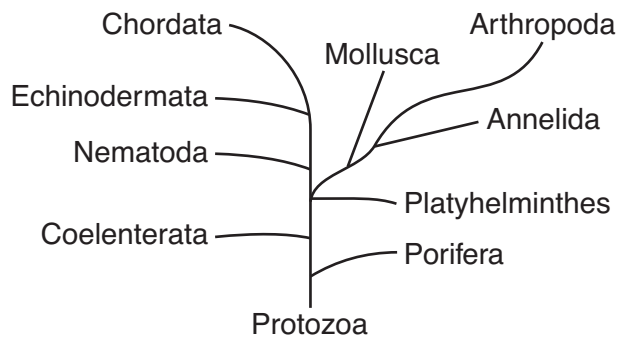 Chordata
Arthropoda
Mollusca
Echinodermata
Annelida
Nematoda
Platyhelminthes
Coelenterata
Porifera
Protozoa